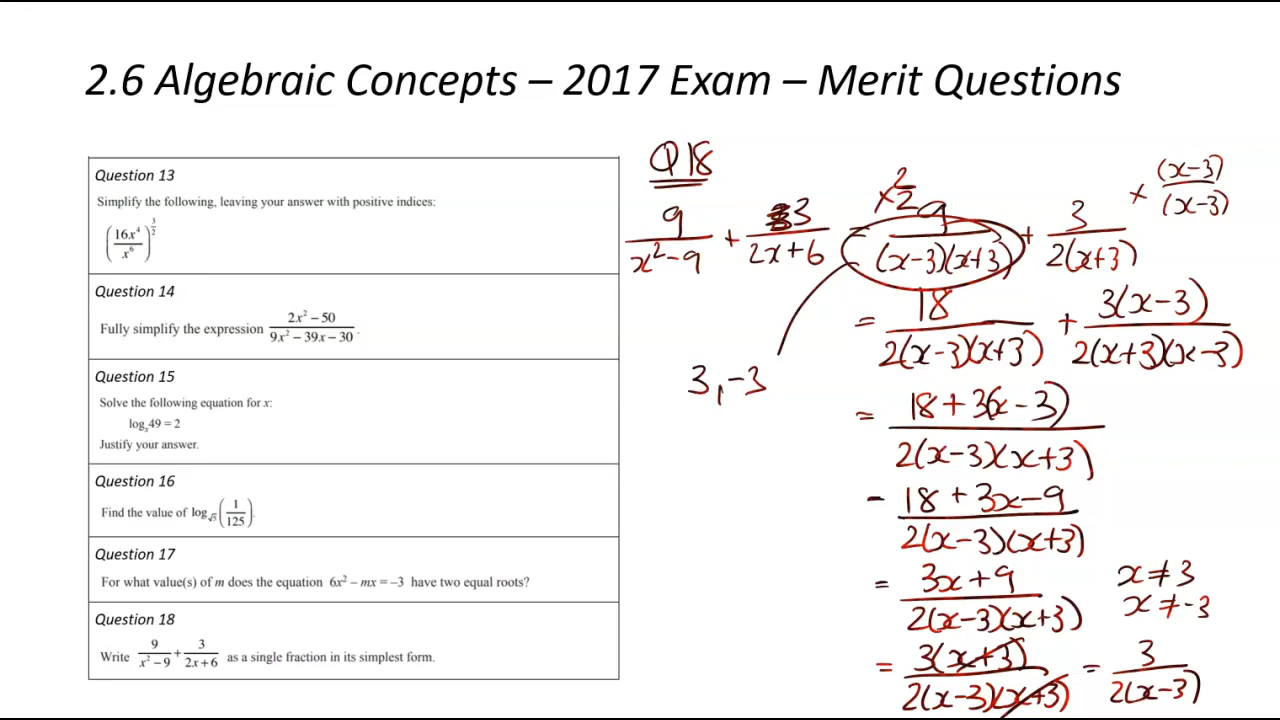 2.6 Algebraic Concepts – 2017 Exam – Merit Questions
Question 13
Simplify the following, leaving your answer with positive indices:
(16x⁴/x⁶)^(3/2)
Question 14
Fully simplify the expression (2x² – 50)/(9x² – 39x – 30).
Question 15
Solve the following equation for x:
logₓ49 = 2
Justify your answer.
Question 16
Find the value of log_√5(1/125).
Question 17
For what value(s) of m does the equation 6x² – mx = –3 have two equal roots?
Question 18
Write 9/(x² – 9) + 3/(2x + 6) as a single fraction in its simplest form.
Q18
9/(x²-9) + 3/(2x+6) = 9/((x-3)(x+3)) ×2/2 + 3/(2(x+3)) × (x-3)/(x-3)
= 18/(2(x-3)(x+3)) + 3(x-3)/(2(x+3)(x-3))
3, -3
= (18+3(x-3))/(2(x-3)(x+3))
- (18+3x-9)/(2(x-3)(x+3))
= (3x+9)/(2(x-3)(x+3))
x≠3
x≠-3
= 3(x+3)/(2(x-3)(x+3)) = 3/(2(x-3))